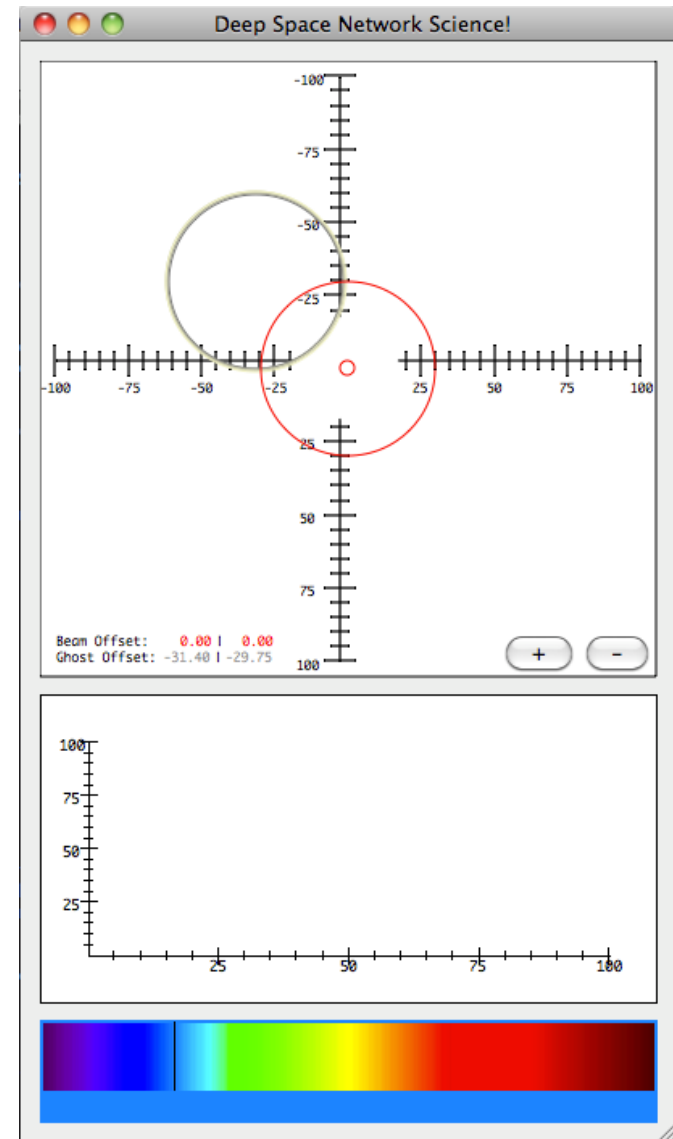 Deep Space Network Science!
-100
-75
-50
-25
-100 -75 -50 -25 25 50 75 100
25
50
75
100
Beam Offset: 0.00 | 0.00
Ghost Offset: -31.40 | -29.75
+ -
100
75
50
25
25 50 75 100